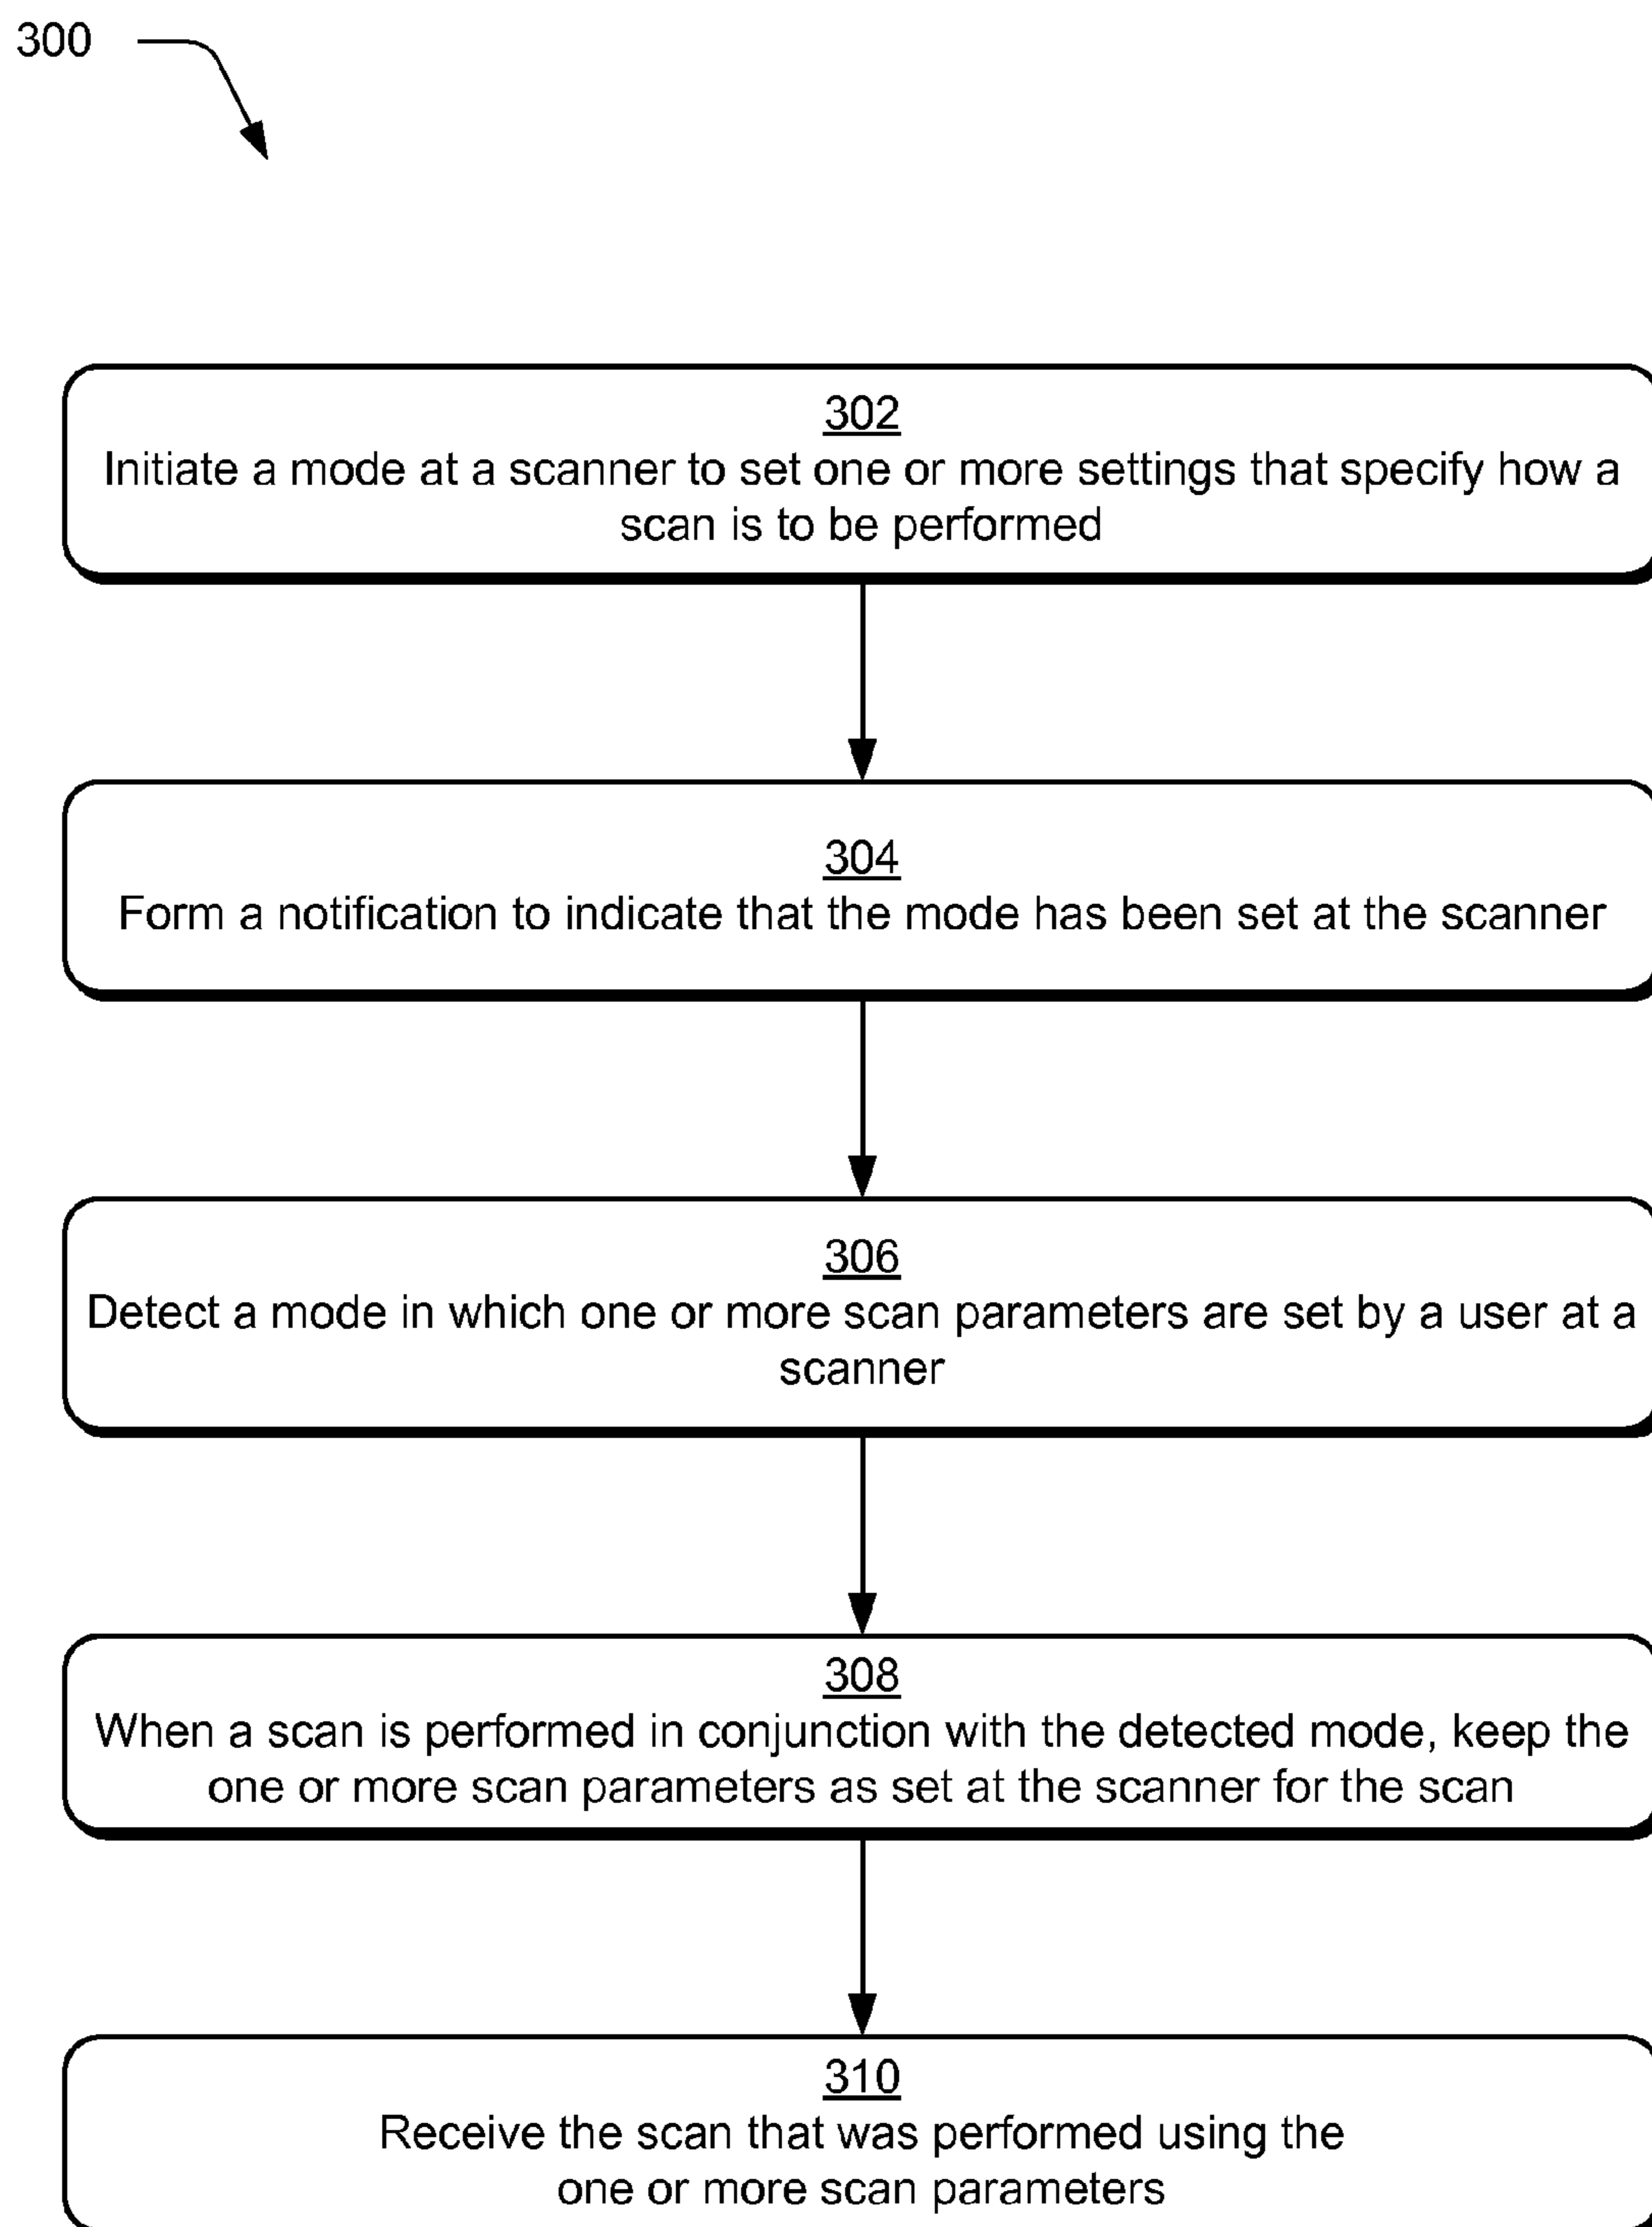 300
302
Initiate a mode at a scanner to set one or more settings that specify how a
scan is to be performed
304
Form a notification to indicate that the mode has been set at the scanner
306
Detect a mode in which one or more scan parameters are set by a user at a
scanner
308
When a scan is performed in conjunction with the detected mode, keep the
one or more scan parameters as set at the scanner for the scan
310
Receive the scan that was performed using the
one or more scan parameters